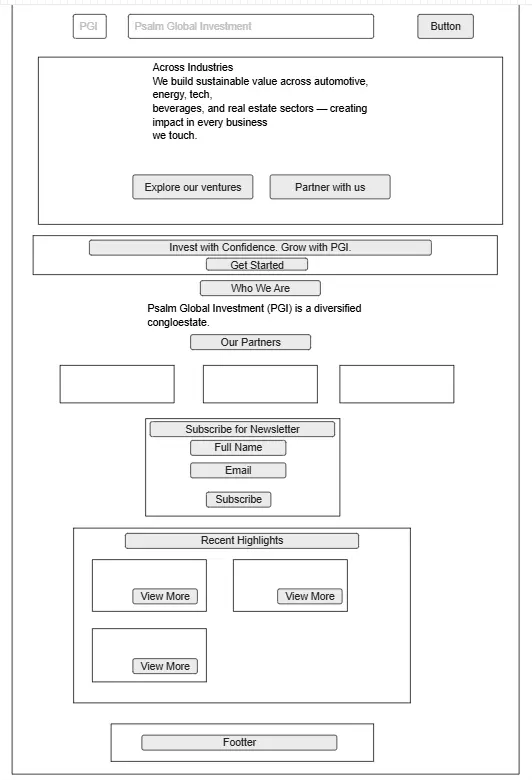 PGI
Psalm Global Investment
Button
Across Industries
We build sustainable value across automotive,
energy, tech,
beverages, and real estate sectors — creating
impact in every business
we touch.
Explore our ventures
Partner with us
Invest with Confidence. Grow with PGI.
Get Started
Who We Are
Psalm Global Investment (PGI) is a diversified
congloestate.
Our Partners
Subscribe for Newsletter
Full Name
Email
Subscribe
Recent Highlights
View More
View More
View More
Footter